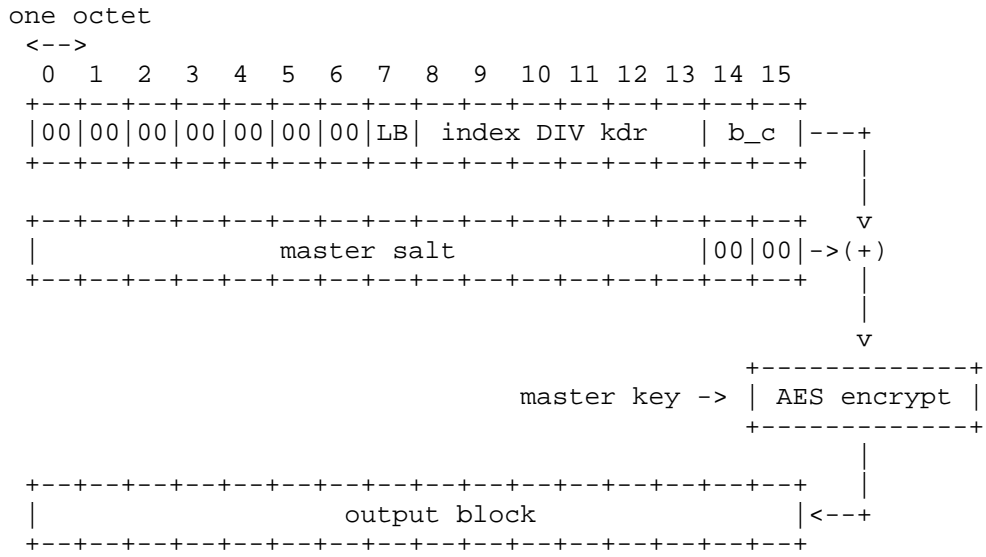 one octet
<-->
0 1 2 3 4 5 6 7 8 9 10 11 12 13 14 15
+--+--+--+--+--+--+--+--+--+--+--+--+--+--+--+--+
|00|00|00|00|00|00|00|LB| index DIV kdr | b_c |---+
+--+--+--+--+--+--+--+--+--+--+--+--+--+--+--+--+ |
|
+--+--+--+--+--+--+--+--+--+--+--+--+--+--+--+--+ v
| master salt |00|00|->(+)
+--+--+--+--+--+--+--+--+--+--+--+--+--+--+--+--+ |
|
v
+-------------+
master key -> | AES encrypt |
+-------------+
|
+--+--+--+--+--+--+--+--+--+--+--+--+--+--+--+--+ |
| output block |<--+
+--+--+--+--+--+--+--+--+--+--+--+--+--+--+--+--+